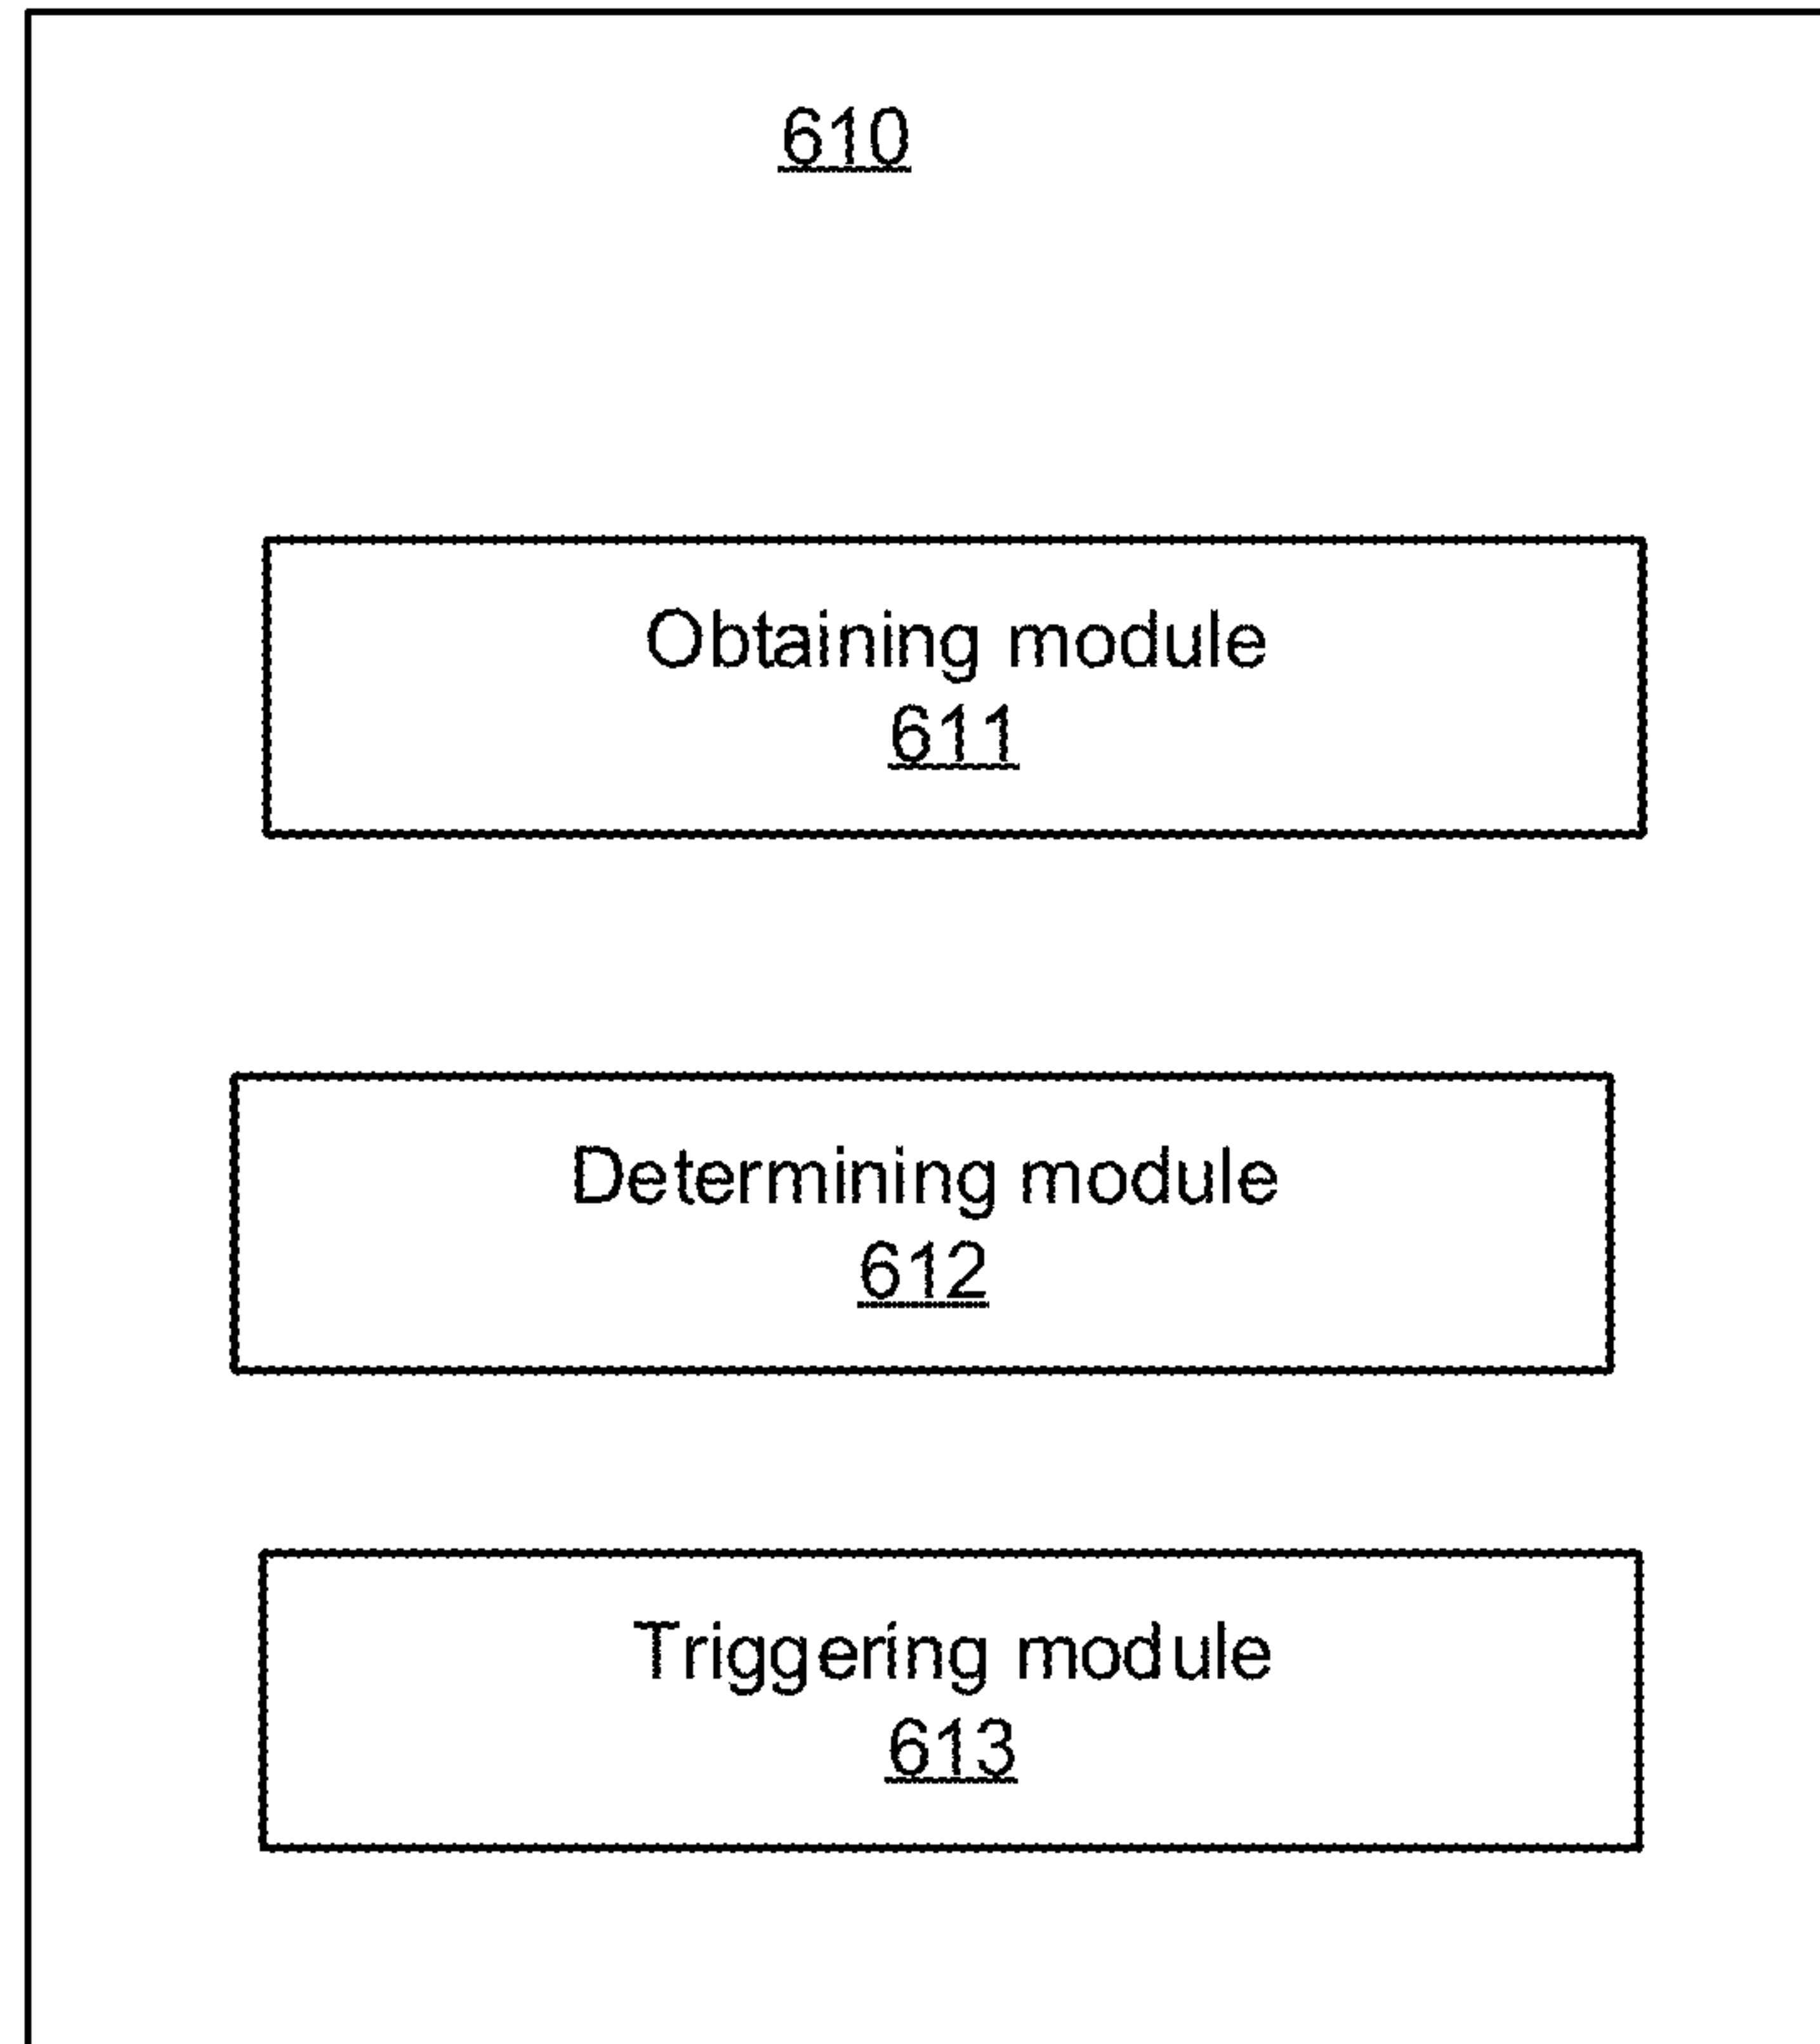 610
Obtaining module
611
Determining module
612
Triggering module
613